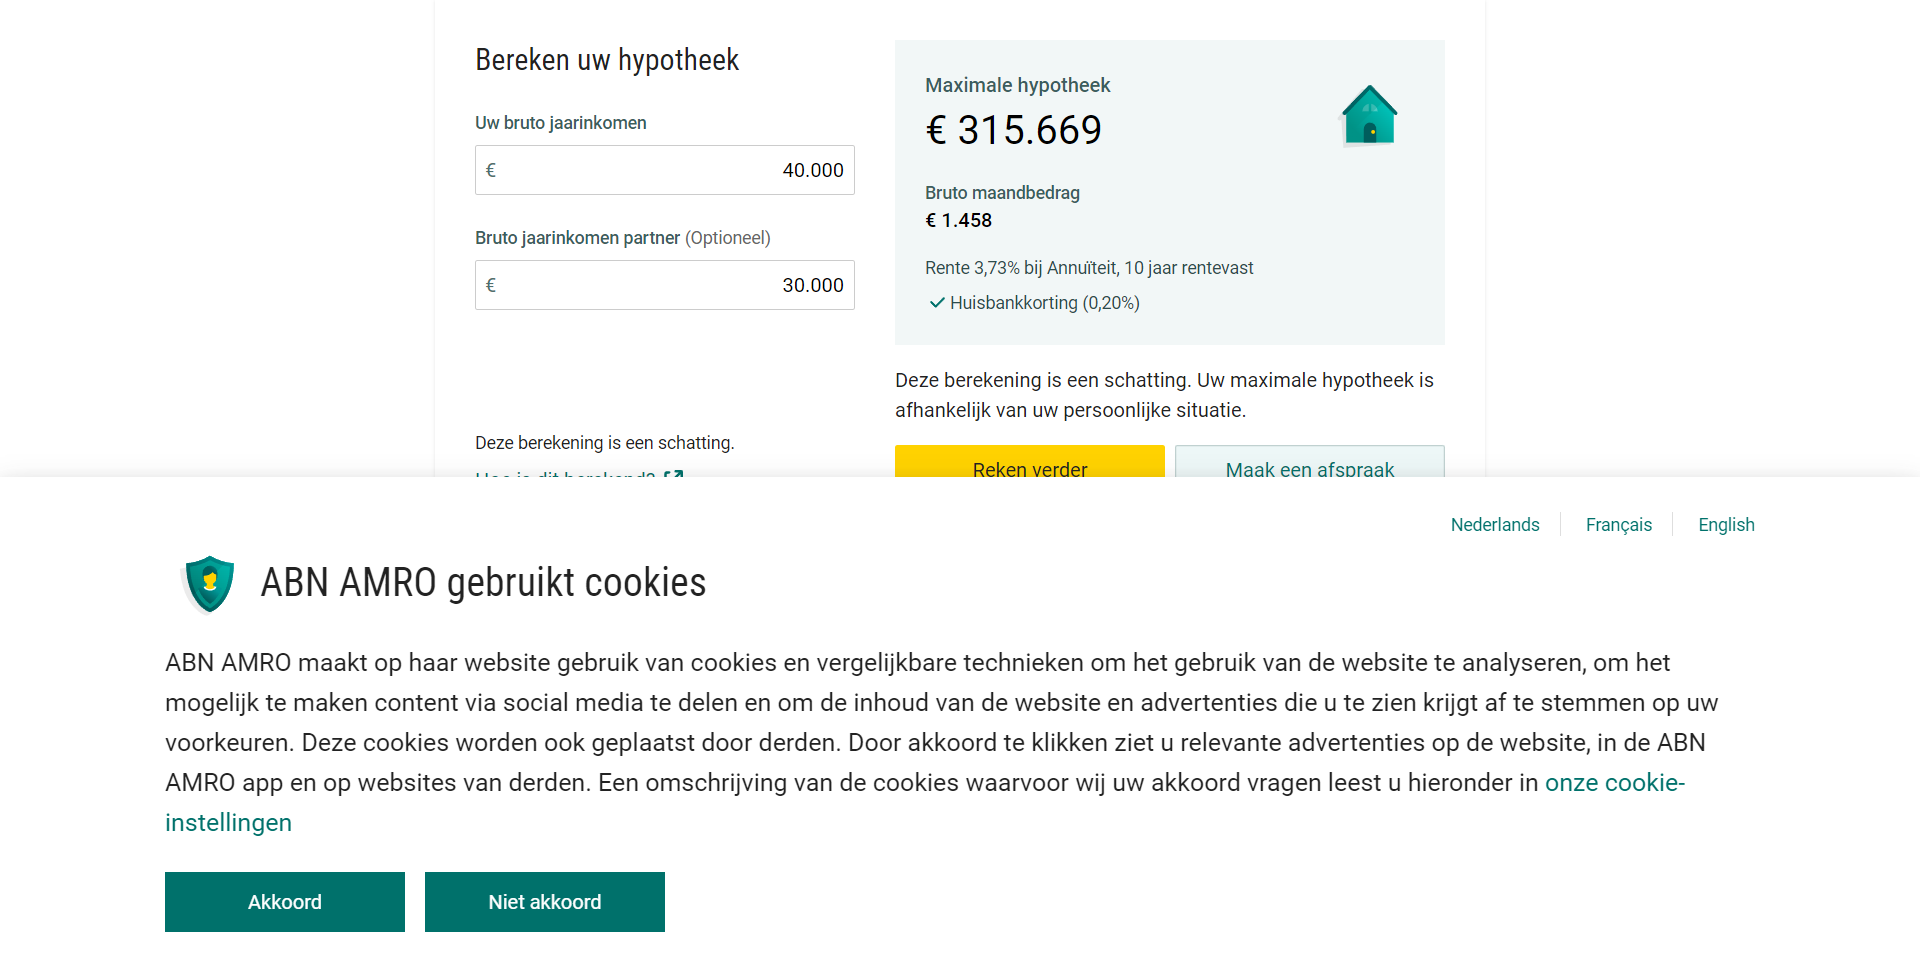 Bereken uw hypotheek
Uw bruto jaarinkomen
€ 40.000
Bruto jaarinkomen partner (Optioneel)
€ 30.000
Deze berekening is een schatting.
Hoe is dit berekend?
Maximale hypotheek
€ 315.669
Bruto maandbedrag
€ 1.458
Rente 3,73% bij Annuïteit, 10 jaar rentevast
Huisbankkorting (0,20%)
Deze berekening is een schatting. Uw maximale hypotheek is
afhankelijk van uw persoonlijke situatie.
Reken verder
Maak een afspraak
Nederlands
Français
English
ABN AMRO gebruikt cookies
ABN AMRO maakt op haar website gebruik van cookies en vergelijkbare technieken om het gebruik van de website te analyseren, om het
mogelijk te maken content via social media te delen en om de inhoud van de website en advertenties die u te zien krijgt af te stemmen op uw
voorkeuren. Deze cookies worden ook geplaatst door derden. Door akkoord te klikken ziet u relevante advertenties op de website, in de ABN
AMRO app en op websites van derden. Een omschrijving van de cookies waarvoor wij uw akkoord vragen leest u hieronder in onze cookie-
instellingen
Akkoord
Niet akkoord